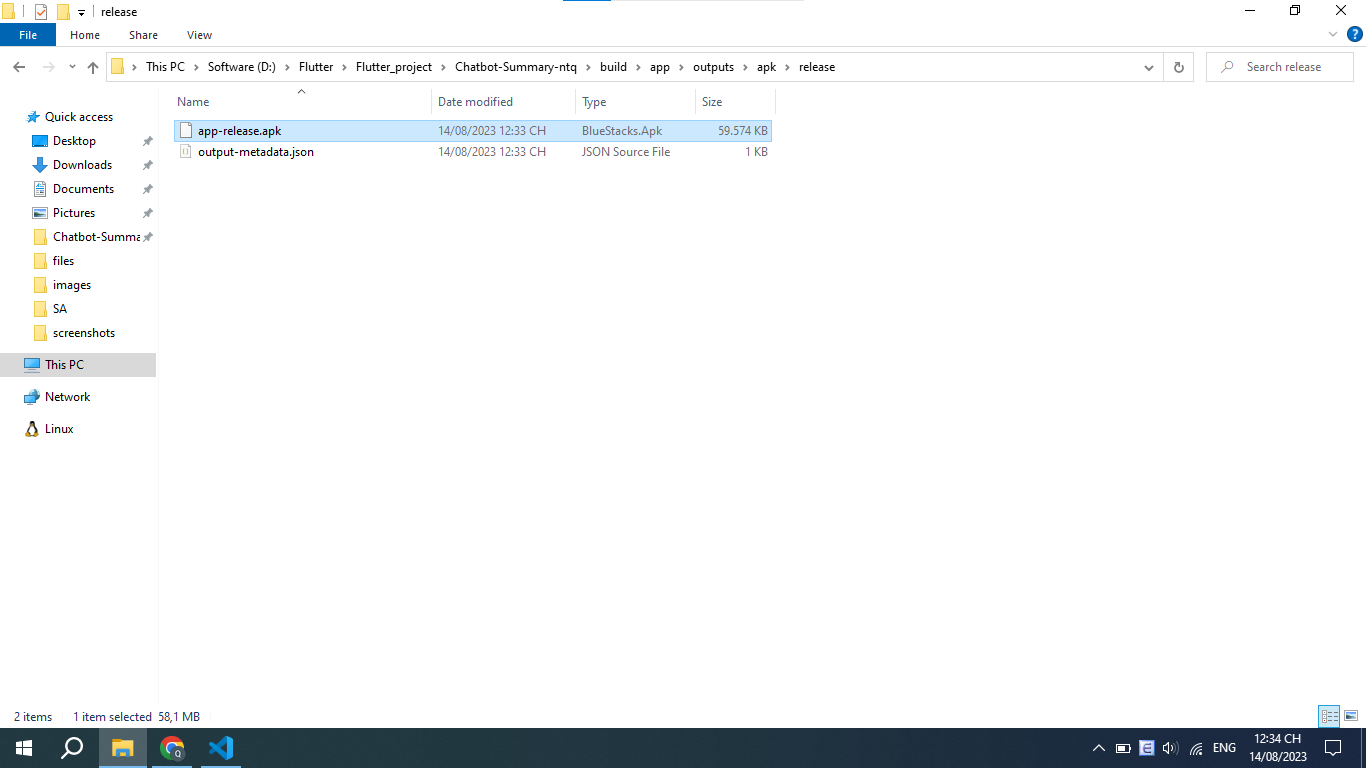 release
File Home Share View
This PC Software (D:) Flutter Flutter_project Chatbot-Summary-ntq build app outputs apk release
Search release
Name Date modified Type Size
app-release.apk 14/08/2023 12:33 CH BlueStacks.Apk 59.574 KB
output-metadata.json 14/08/2023 12:33 CH JSON Source File 1 KB
Quick access
Desktop
Downloads
Documents
Pictures
Chatbot-Summa
files
images
SA
screenshots
This PC
Network
Linux
2 items 1 item selected 58,1 MB
ENG
12:34 CH
14/08/2023